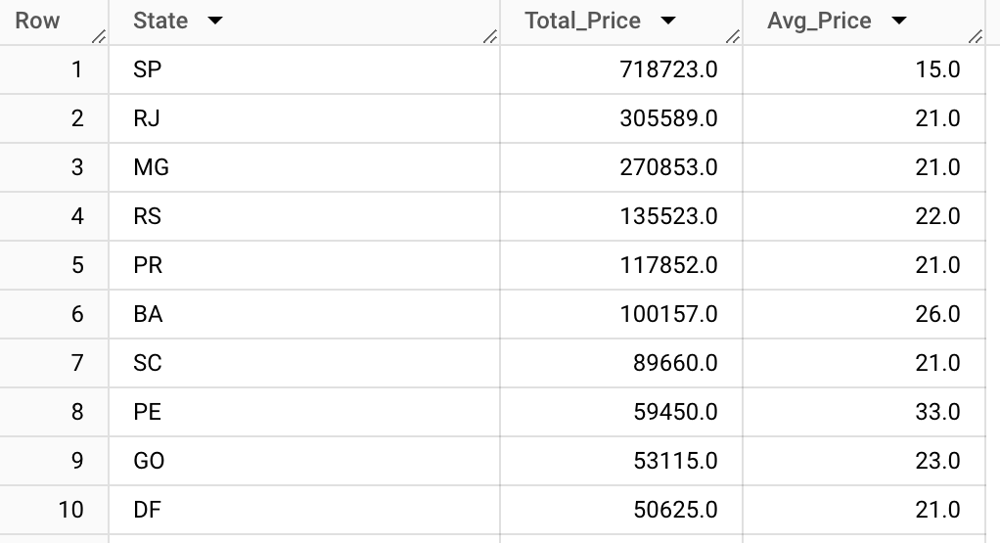 Row State Total_Price Avg_Price
1 SP 718723.0 15.0
2 RJ 305589.0 21.0
3 MG 270853.0 21.0
4 RS 135523.0 22.0
5 PR 117852.0 21.0
6 BA 100157.0 26.0
7 SC 89660.0 21.0
8 PE 59450.0 33.0
9 GO 53115.0 23.0
10 DF 50625.0 21.0